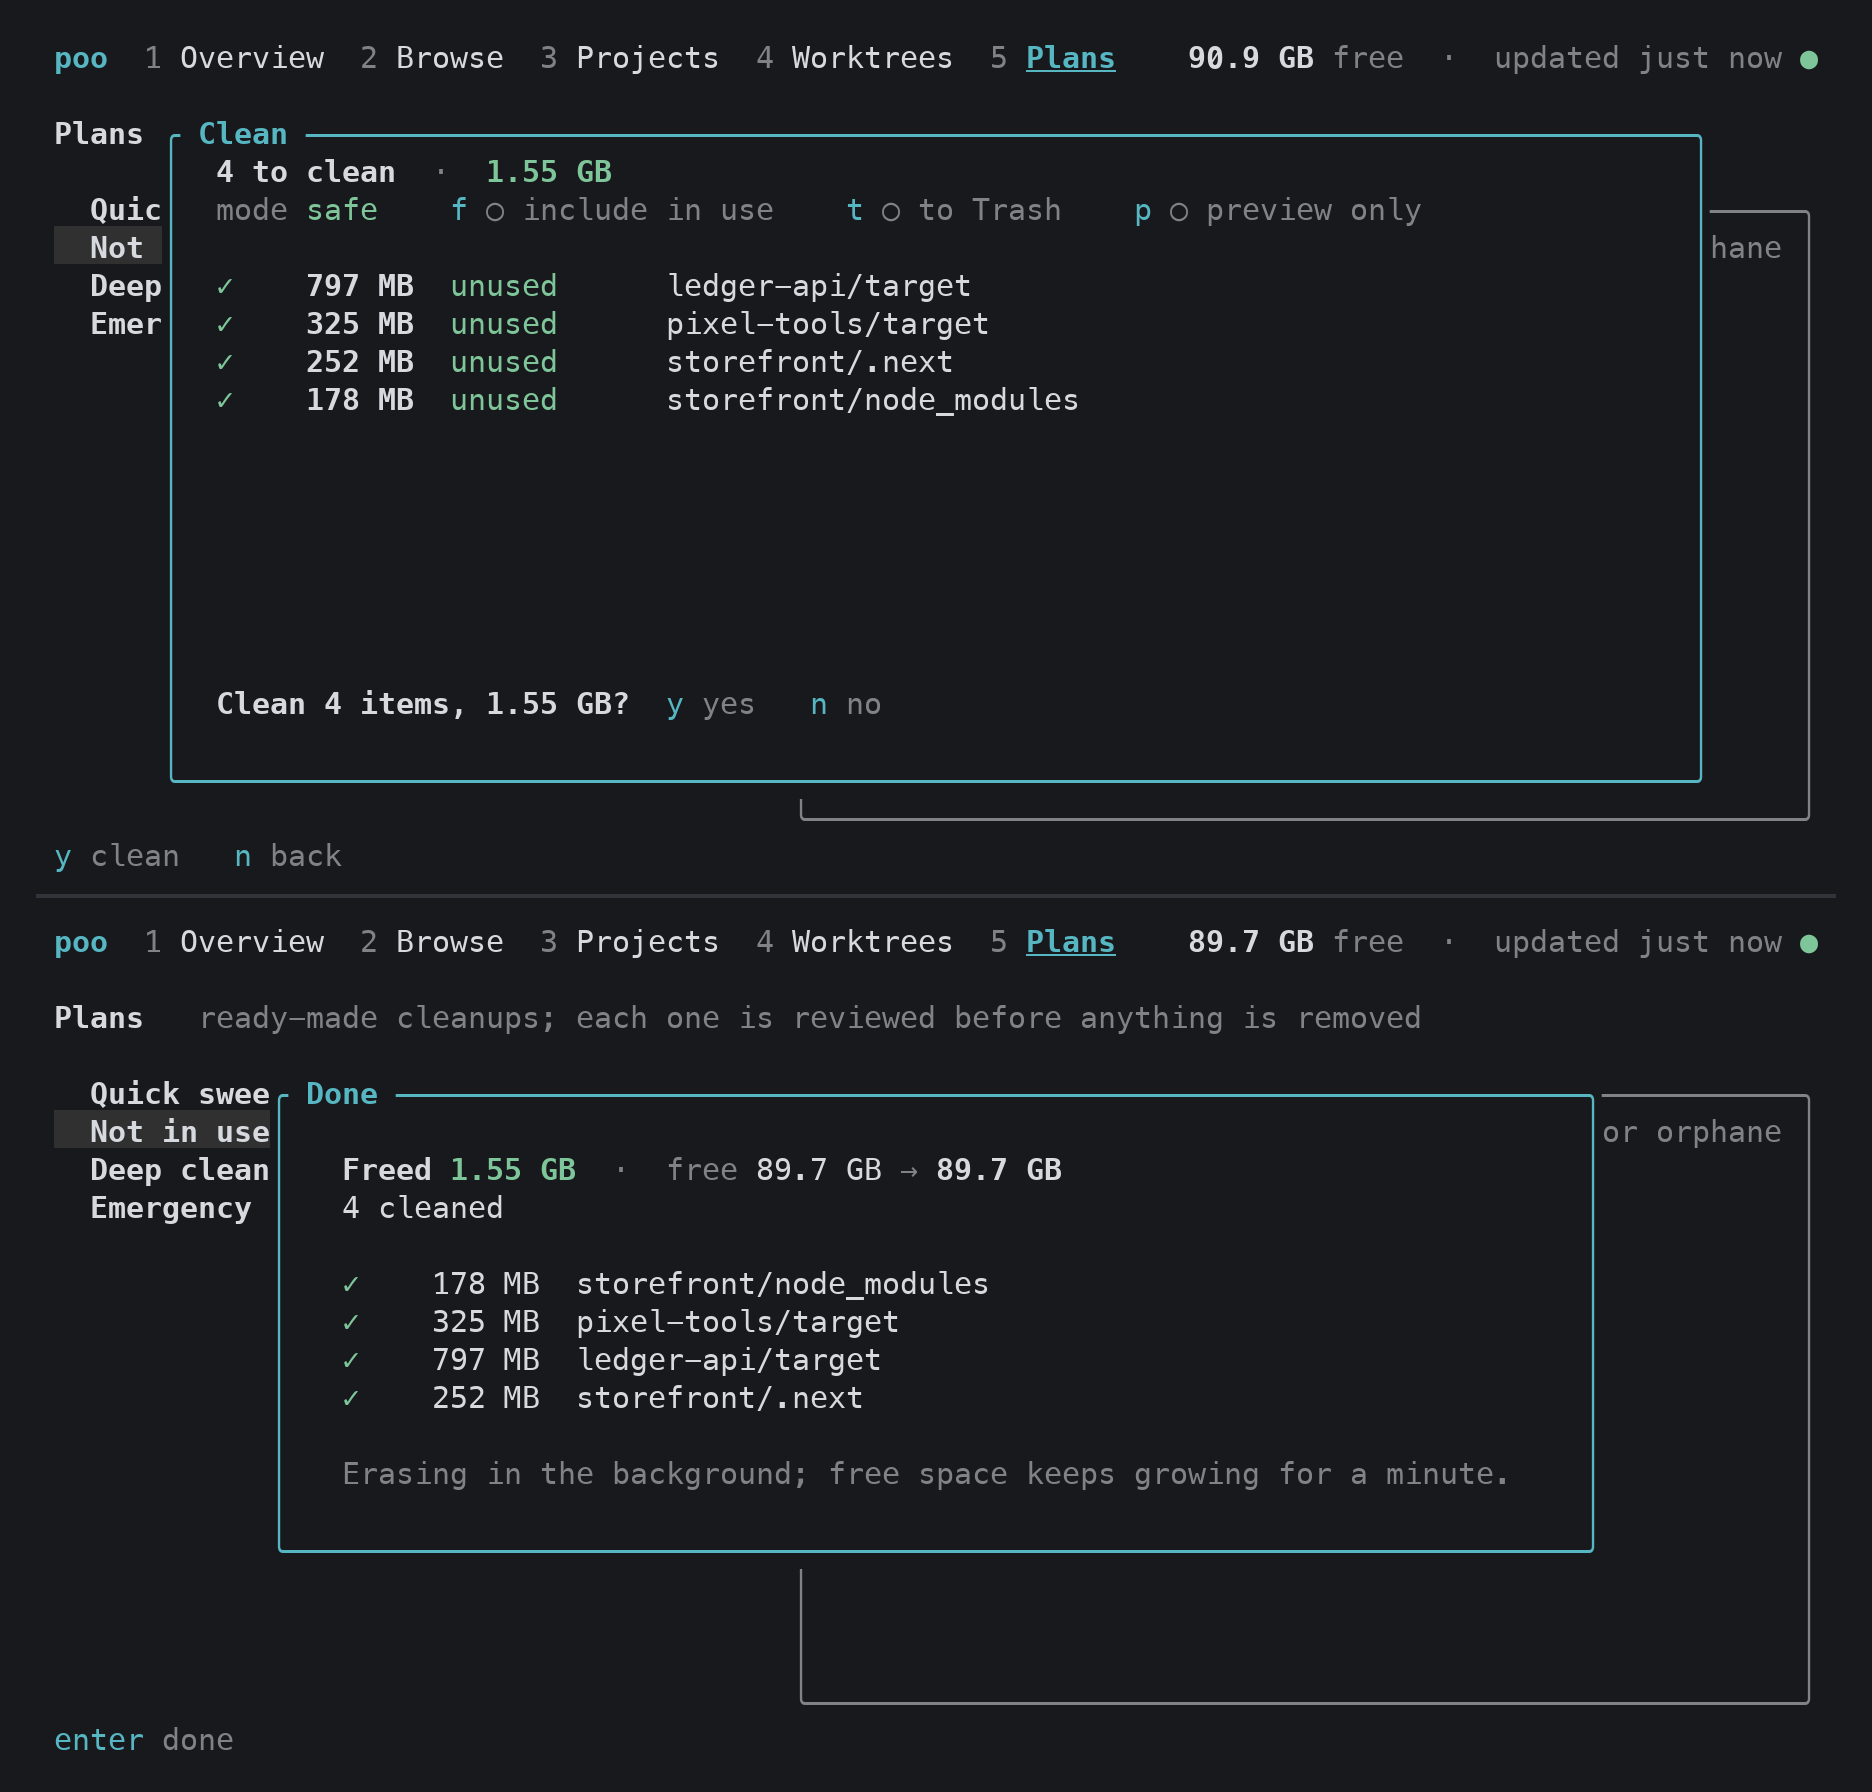 poo 1 Overview 2 Browse 3 Projects 4 Worktrees 5 Plans 90.9 GB free · updated just now ●
Plans Clean
4 to clean · 1.55 GB
Quic mode safe f ○ include in use t ○ to Trash p ○ preview only
Not hane
Deep ✓ 797 MB unused ledger-api/target
Emer ✓ 325 MB unused pixel-tools/target
✓ 252 MB unused storefront/.next
✓ 178 MB unused storefront/node_modules
Clean 4 items, 1.55 GB? y yes n no
y clean n back
poo 1 Overview 2 Browse 3 Projects 4 Worktrees 5 Plans 89.7 GB free · updated just now ●
Plans ready-made cleanups; each one is reviewed before anything is removed
Quick swee Done
Not in use or orphane
Deep clean Freed 1.55 GB · free 89.7 GB → 89.7 GB
Emergency 4 cleaned
✓ 178 MB storefront/node_modules
✓ 325 MB pixel-tools/target
✓ 797 MB ledger-api/target
✓ 252 MB storefront/.next
Erasing in the background; free space keeps growing for a minute.
enter done